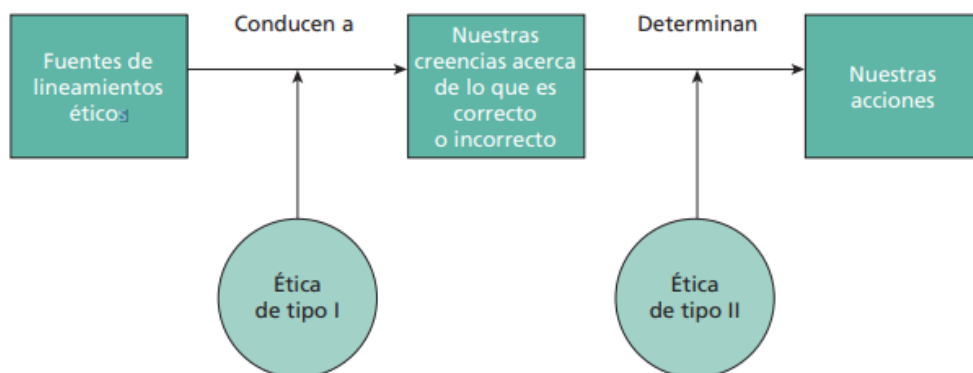 Conducen a
Determinan
Fuentes de
lineamientos
éticos
Nuestras
creencias acerca
de lo que es
correcto
o incorrecto
Nuestras
acciones
Ética
de tipo I
Ética
de tipo II